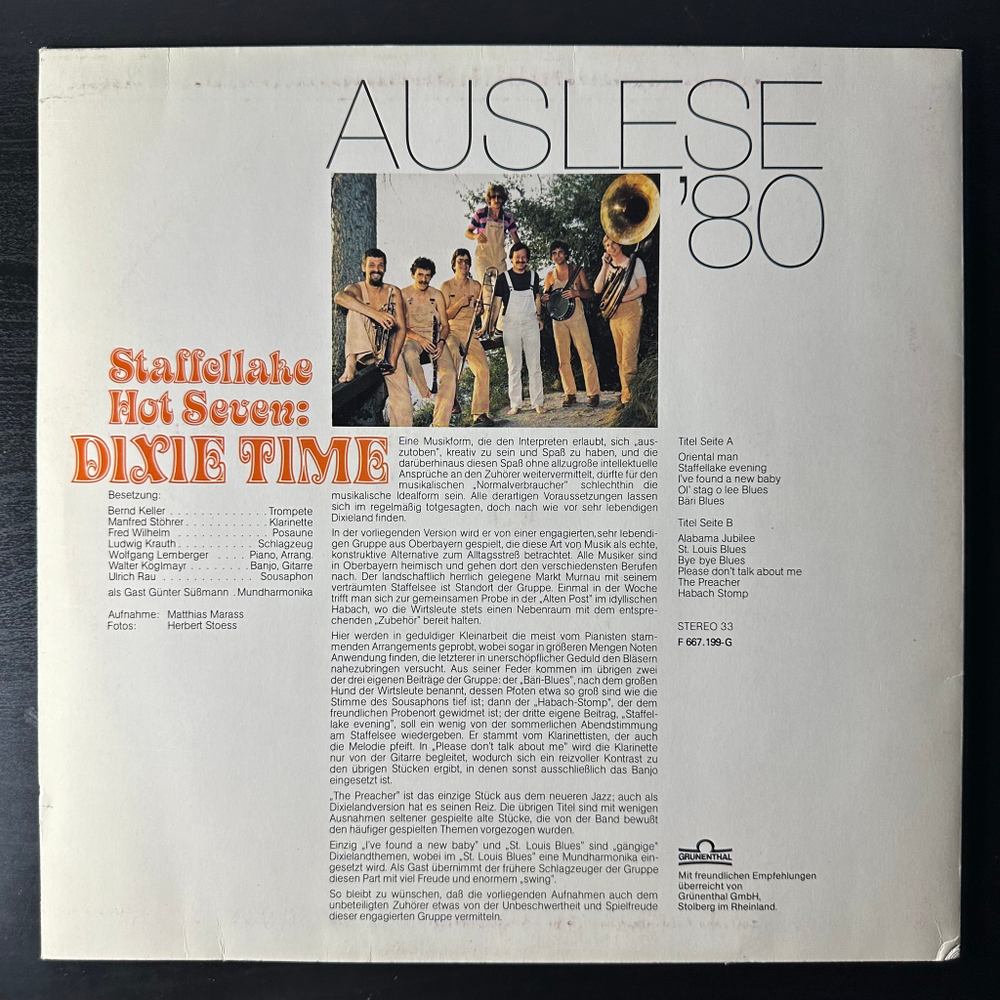 AUSLESE
'80
Staffellake
Hot Seven:
DIXIE TIME
Besetzung:
Bernd Keller . . . . . . . . . . . . . Trompete
Manfred Stöhrer . . . . . . . . . . . Klarinette
Fred Wilhelm . . . . . . . . . . . . Posaune
Ludwig Krauth . . . . . . . . . Schlagzeug
Wolfgang Lemberger . . . . . Piano, Arrang.
Walter Köglmayr . . . . . . . Banjo, Gitarre
Ulrich Rau . . . . . . . . . . . . Sousaphon
als Gast Günter Süßmann . Mundharmonika
Aufnahme: Matthias Marass
Fotos: Herbert Stoess
Eine Musikform, die den Interpreten erlaubt, sich „aus-
zutoben", kreativ zu sein und Spaß zu haben, und die
darüberhinaus diesen Spaß ohne allzugroße intellektuelle
Ansprüche an den Zuhörer weitervermittelt, dürfte für den
musikalischen „Normalverbraucher" schlechthin die
musikalische Idealform sein. Alle derartigen Voraussetzungen lassen
sich im regelmäßig totgesagten, doch nach wie vor sehr lebendigen
Dixieland finden.
In der vorliegenden Version wird er von einer engagierten, sehr lebendi-
gen Gruppe aus Oberbayern gespielt, die diese Art von Musik als echte,
konstruktive Alternative zum Alltagsstreß betrachtet. Alle Musiker sind
in Oberbayern heimisch und gehen dort den verschiedensten Berufen
nach. Der landschaftlich herrlich gelegene Markt Murnau mit seinem
verträumten Staffelsee ist Standort der Gruppe. Einmal in der Woche
trifft man sich zur gemeinsamen Probe in der „Alten Post" im idyllischen
Habach, wo die Wirtsleute stets einen Nebenraum mit dem entspre-
chenden „Zubehör" bereit halten.
Hier werden in geduldiger Kleinarbeit die meist vom Pianisten stam-
menden Arrangements geprobt, wobei sogar in größeren Mengen Noten
Anwendung finden, die letzterer in unerschöpflicher Geduld den Bläsern
nahezubringen versucht. Aus seiner Feder kommen im übrigen zwei
der drei eigenen Beiträge der Gruppe: der „Bäri-Blues", nach dem großen
Hund der Wirtsleute benannt, dessen Pfoten etwa so groß sind wie die
Stimme des Sousaphons tief ist; dann der „Habach-Stomp", der dem
freundlichen Probenort gewidmet ist; der dritte eigene Beitrag, „Staffel-
lake evening", soll ein wenig von der sommerlichen Abendstimmung
am Staffelsee wiedergeben. Er stammt vom Klarinettisten, der auch
die Melodie pfeift. In „Please don't talk about me" wird die Klarinette
nur von der Gitarre begleitet, wodurch sich ein reizvoller Kontrast zu
den übrigen Stücken ergibt, in denen sonst ausschließlich das Banjo
eingesetzt ist.
„The Preacher" ist das einzige Stück aus dem neueren Jazz; auch als
Dixielandversion hat es seinen Reiz. Die übrigen Titel sind mit wenigen
Ausnahmen seltener gespielte alte Stücke, die von der Band bewußt
den häufiger gespielten Themen vorgezogen wurden.
Einzig „I've found a new baby" und „St. Louis Blues" sind „gängige"
Dixielandthemen, wobei im „St. Louis Blues" eine Mundharmonika ein-
gesetzt wird. Als Gast übernimmt der frühere Schlagzeuger der Gruppe
diesen Part mit viel Freude und enormem „swing".
So bleibt zu wünschen, daß die vorliegenden Aufnahmen auch dem
unbeteiligten Zuhörer etwas von der Unbeschwertheit und Spielfreude
dieser engagierten Gruppe vermitteln.
Titel Seite A
Oriental man
Staffellake evening
I've found a new baby
Ol' stag o lee Blues
Bäri Blues
Titel Seite B
Alabama Jubilee
St. Louis Blues
Bye bye Blues
Please don't talk about me
The Preacher
Habach Stomp
STEREO 33
F 667.199-G
GRÜNENTHAL
Mit freundlichen Empfehlungen
überreicht von
Grünenthal GmbH,
Stolberg im Rheinland.